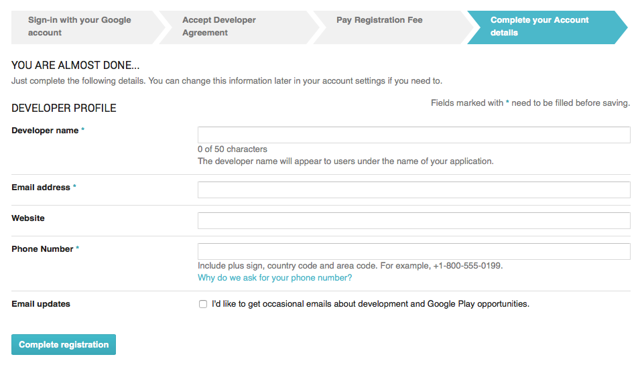 Sign-in with your Google account
Accept Developer Agreement
Pay Registration Fee
Complete your Account details
YOU ARE ALMOST DONE...
Just complete the following details. You can change this information later in your account settings if you need to.
DEVELOPER PROFILE
Fields marked with * need to be filled before saving.
Developer name *
0 of 50 characters
The developer name will appear to users under the name of your application.
Email address *
Website
Phone Number *
Include plus sign, country code and area code. For example, +1-800-555-0199.
Why do we ask for your phone number?
Email updates
I'd like to get occasional emails about development and Google Play opportunities.
Complete registration